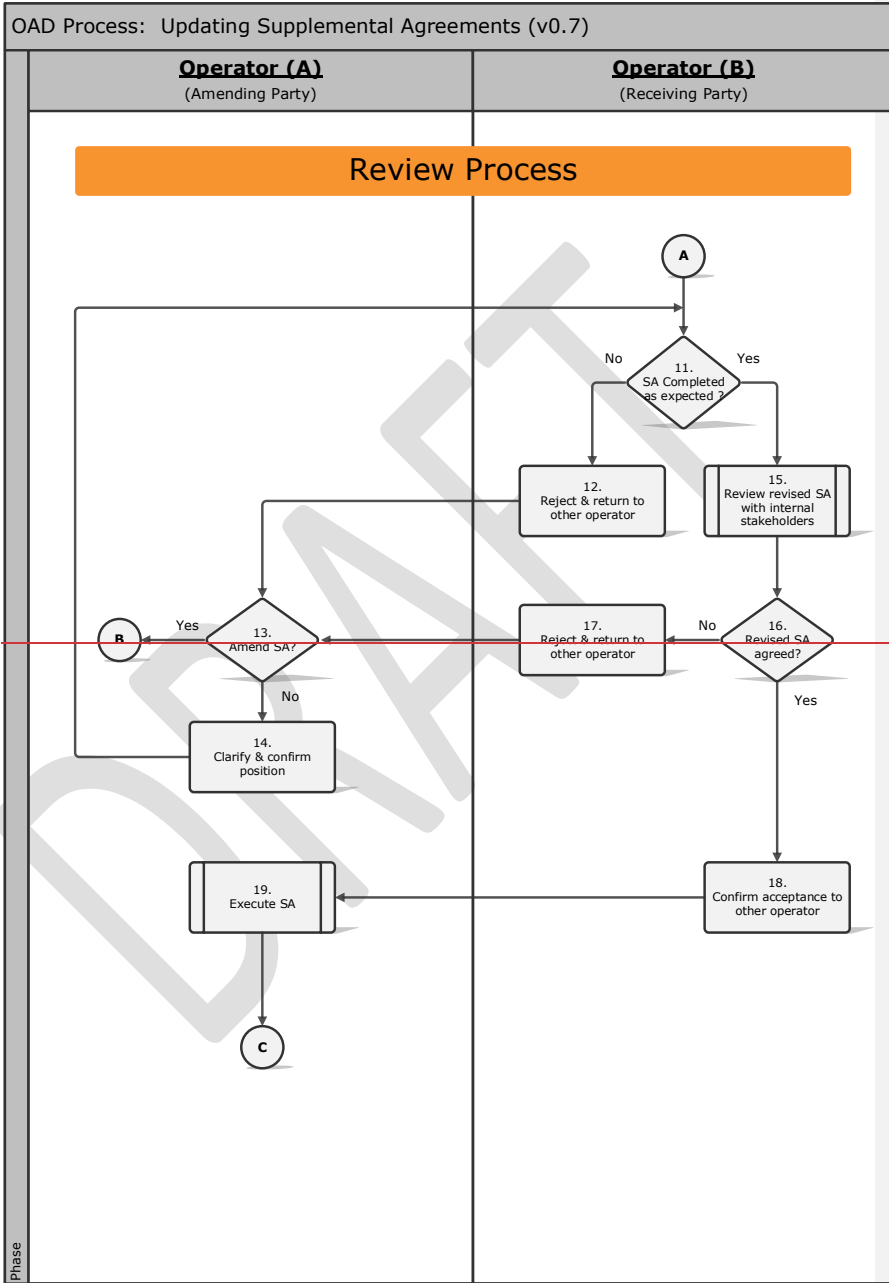 OAD Process: Updating Supplemental Agreements (v0.7)
Operator (A)
(Amending Party)
Operator (B)
(Receiving Party)
Review Process
A
No
Yes
11.
SA Completed
as expected ?
12.
Reject & return to
other operator
15.
Review revised SA
with internal
stakeholders
B
Yes
13.
Amend SA?
No
17.
Reject & return to
other operator
No
16.
Revised SA
agreed?
Yes
14.
Clarify & confirm
position
19.
Execute SA
18.
Confirm acceptance to
other operator
C
Phase
DRAFT